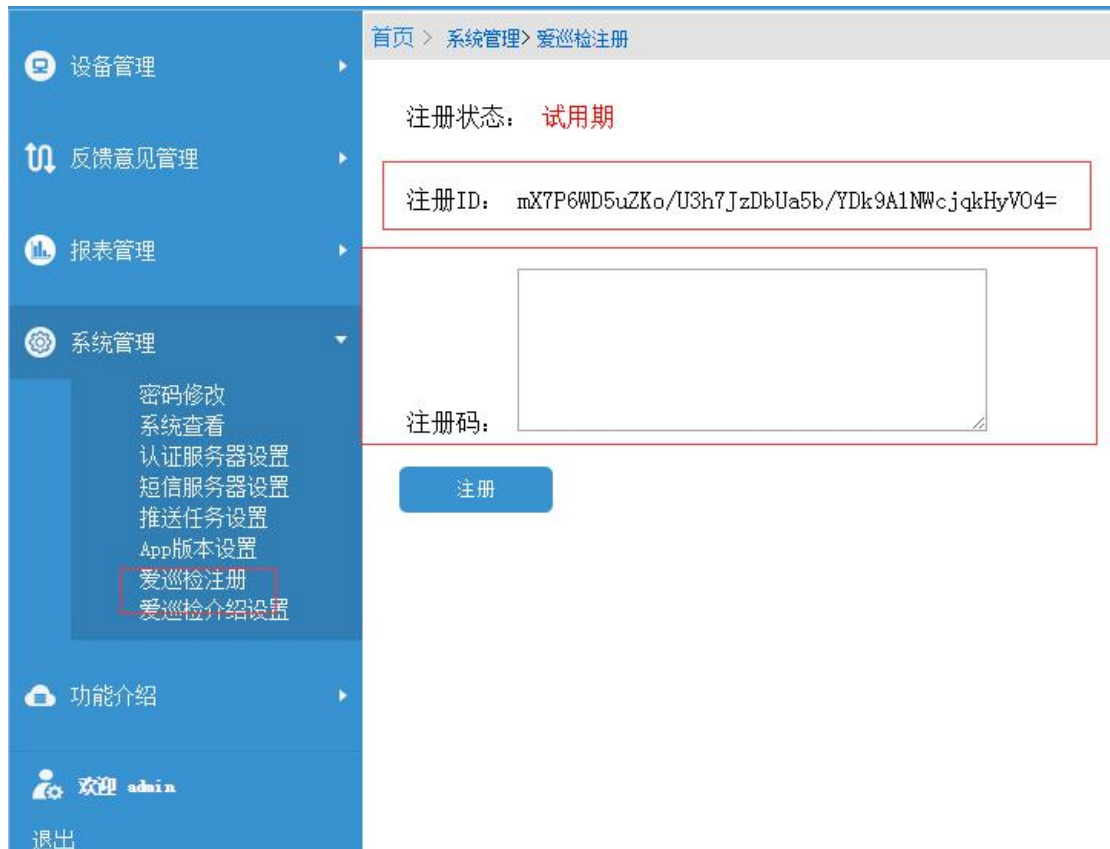 首页 > 系统管理> 爱巡检注册
设备管理
反馈意见管理
报表管理
系统管理
密码修改
系统查看
认证服务器设置
短信服务器设置
推送任务设置
App版本设置
爱巡检注册
爱巡检介绍设置
功能介绍
欢迎 admin
退出
注册状态： 试用期
注册ID： mX7P6WD5uZKo/U3h7JzDbUa5b/YDk9A1NWcjqkHyVO4=
注册码：
注册